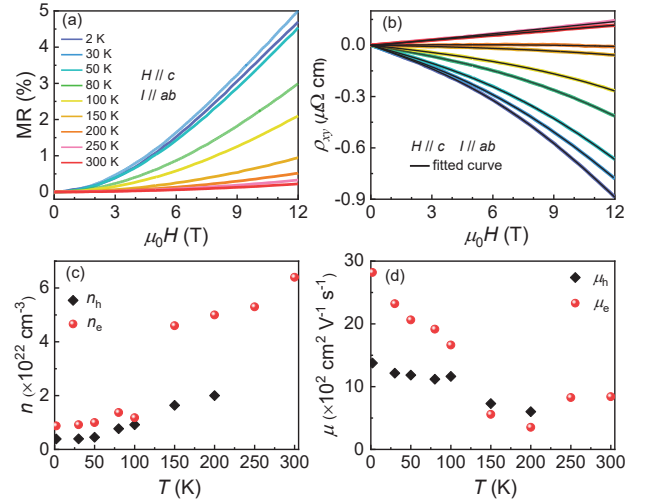 (a)
MR (%)
5
4
3
2
1
0
2 K
30 K
50 K
80 K
100 K
150 K
200 K
250 K
300 K
H // c
I // ab
0 3 6 9 12
μ₀H (T)
(b)
ρxy (μΩ cm)
0.0
-0.3
-0.6
-0.9
H // c I // ab
fitted curve
0 3 6 9 12
μ₀H (T)
(c)
n (×10²² cm⁻³)
6
4
2
0
nh
ne
0 50 100 150 200 250 300
T (K)
(d)
μ (×10² cm² V⁻¹ s⁻¹)
30
20
10
0
μh
μe
0 50 100 150 200 250 300
T (K)